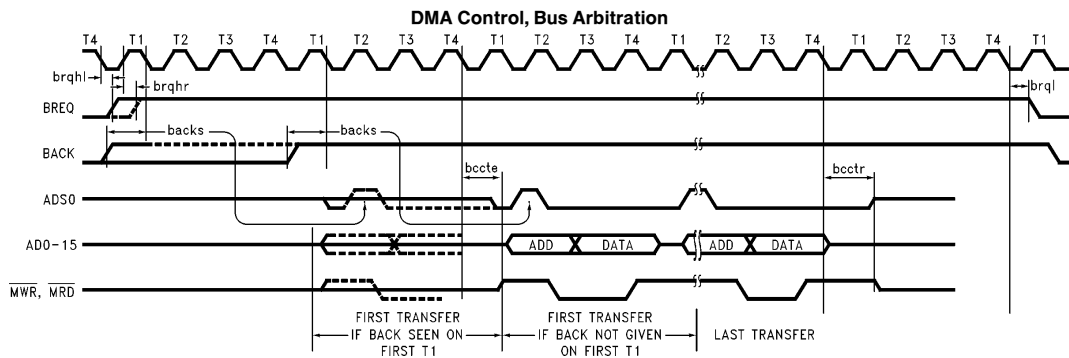 DMA Control, Bus Arbitration
T4 T1 T2 T3 T4 T1 T2 T3 T4 T1 T2 T3 T4 T1 T2 T3 T4 T1 T2 T3 T4 T1
brqhl
brqhr
brql
BREQ
backs
backs
BACK
bccte
bcctr
ADS0
AD0-15
ADD DATA ADD DATA
MWR, MRD
FIRST TRANSFER
IF BACK SEEN ON
FIRST T1
FIRST TRANSFER
IF BACK NOT GIVEN
ON FIRST T1
LAST TRANSFER